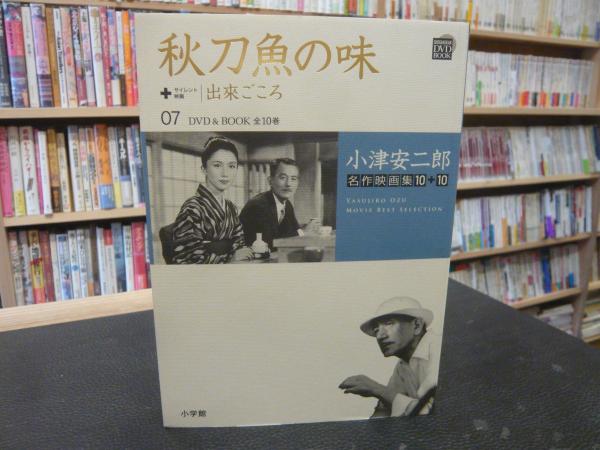 秋刀魚の味
DVD
BOOK
サイレント
映画
出來ごころ
07 DVD & BOOK 全10巻
小津安二郎
名作映画集10+10
YASUJIRO OZU
MOVIE BEST SELECTION
小学館